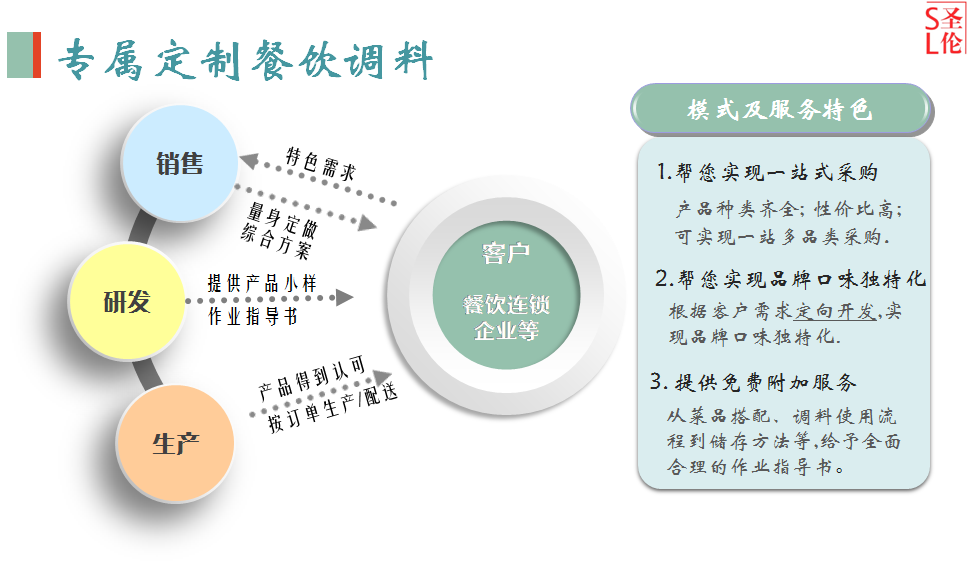 专属定制餐饮调料
S圣
L伦
销售
研发
生产
特色需求
量身定做
综合方案
提供产品小样
作业指导书
产品得到认可
按订单生产/配送
客户
餐饮连锁
企业等
模式及服务特色
1.帮您实现一站式采购
产品种类齐全；性价比高；
可实现一站多品类采购.
2.帮您实现品牌口味独特化
根据客户需求定向开发,实
现品牌口味独特化.
3. 提供免费附加服务
从菜品搭配、调料使用流
程到储存方法等,给予全面
合理的作业指导书。